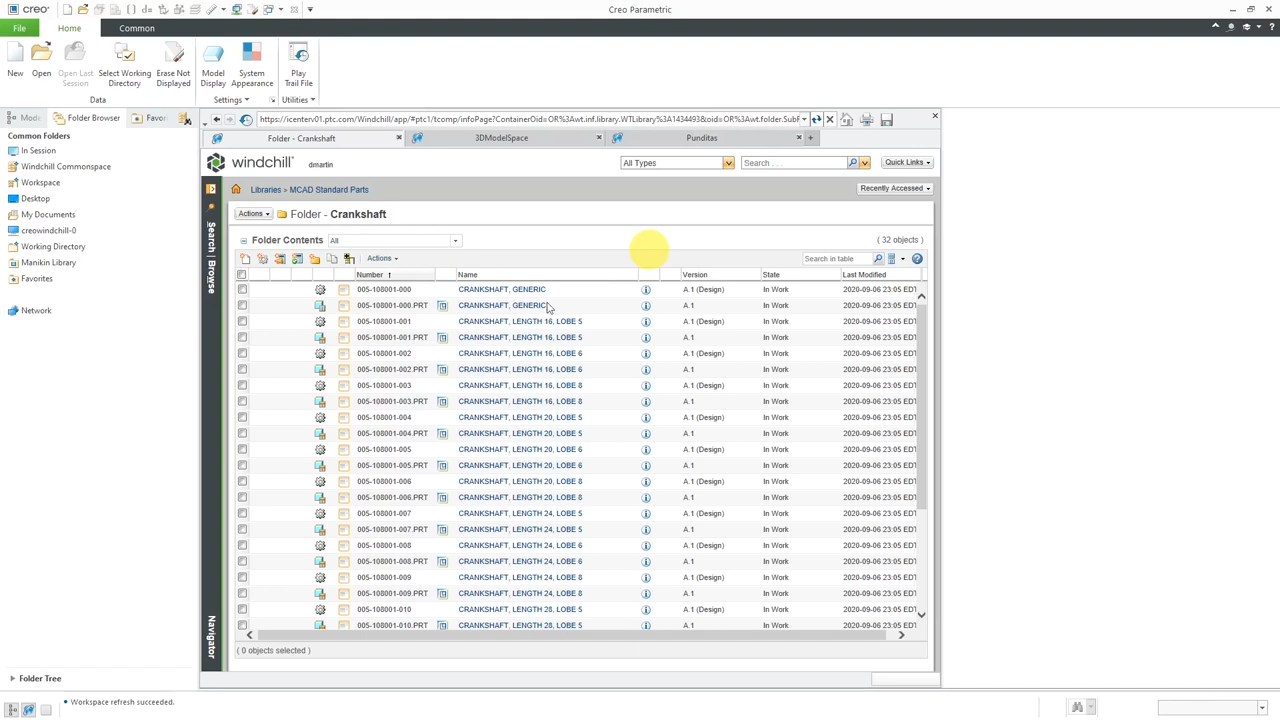 creo Creo Parametric
File Home Common
New Open Open Last Session Select Working Directory Erase Not Displayed Model Display System Appearance Play Trail File
Data Settings Utilities
Folder Browser
Common Folders
In Session
Windchill Commonspace
Workspace
Desktop
My Documents
creowindchill-0
Working Directory
Manikin Library
Favorites
Network
Folder Tree
https://icenterv01.ptc.com/Windchill/app/#ptc1/tcomp/infoPage?ContainerOid=OR%3Awt.inf.library.WTLibrary%3A1434493&oid=OR%3Awt.folder.SubF
Folder - Crankshaft 3DModelSpace Punditas
windchill dmartin All Types Search . . . Quick Links
Libraries > MCAD Standard Parts Recently Accessed
Search | Browse
Navigator
Actions Folder - Crankshaft
Folder Contents All ( 32 objects)
Actions Search in table
Number Name Version State Last Modified
005-108001-000 CRANKSHAFT, GENERIC A.1 (Design) In Work 2020-09-06 23:05 EDT
005-108001-000.PRT CRANKSHAFT, GENERIC A.1 In Work 2020-09-06 23:05 EDT
005-108001-001 CRANKSHAFT, LENGTH 16, LOBE 5 A.1 (Design) In Work 2020-09-06 23:05 EDT
005-108001-001.PRT CRANKSHAFT, LENGTH 16, LOBE 5 A.1 In Work 2020-09-06 23:05 EDT
005-108001-002 CRANKSHAFT, LENGTH 16, LOBE 6 A.1 (Design) In Work 2020-09-06 23:05 EDT
005-108001-002.PRT CRANKSHAFT, LENGTH 16, LOBE 6 A.1 In Work 2020-09-06 23:05 EDT
005-108001-003 CRANKSHAFT, LENGTH 16, LOBE 8 A.1 (Design) In Work 2020-09-06 23:05 EDT
005-108001-003.PRT CRANKSHAFT, LENGTH 16, LOBE 8 A.1 In Work 2020-09-06 23:05 EDT
005-108001-004 CRANKSHAFT, LENGTH 20, LOBE 5 A.1 (Design) In Work 2020-09-06 23:05 EDT
005-108001-004.PRT CRANKSHAFT, LENGTH 20, LOBE 5 A.1 In Work 2020-09-06 23:05 EDT
005-108001-005 CRANKSHAFT, LENGTH 20, LOBE 6 A.1 (Design) In Work 2020-09-06 23:05 EDT
005-108001-005.PRT CRANKSHAFT, LENGTH 20, LOBE 6 A.1 In Work 2020-09-06 23:05 EDT
005-108001-006 CRANKSHAFT, LENGTH 20, LOBE 8 A.1 (Design) In Work 2020-09-06 23:05 EDT
005-108001-006.PRT CRANKSHAFT, LENGTH 20, LOBE 8 A.1 In Work 2020-09-06 23:05 EDT
005-108001-007 CRANKSHAFT, LENGTH 24, LOBE 5 A.1 (Design) In Work 2020-09-06 23:05 EDT
005-108001-007.PRT CRANKSHAFT, LENGTH 24, LOBE 5 A.1 In Work 2020-09-06 23:05 EDT
005-108001-008 CRANKSHAFT, LENGTH 24, LOBE 6 A.1 (Design) In Work 2020-09-06 23:05 EDT
005-108001-008.PRT CRANKSHAFT, LENGTH 24, LOBE 6 A.1 In Work 2020-09-06 23:05 EDT
005-108001-009 CRANKSHAFT, LENGTH 24, LOBE 8 A.1 (Design) In Work 2020-09-06 23:05 EDT
005-108001-009.PRT CRANKSHAFT, LENGTH 24, LOBE 8 A.1 In Work 2020-09-06 23:05 EDT
005-108001-010 CRANKSHAFT, LENGTH 28, LOBE 5 A.1 (Design) In Work 2020-09-06 23:05 EDT
005-108001-010.PRT CRANKSHAFT, LENGTH 28, LOBE 5 A.1 In Work 2020-09-06 23:05 EDT
( 0 objects selected )
Workspace refresh succeeded.